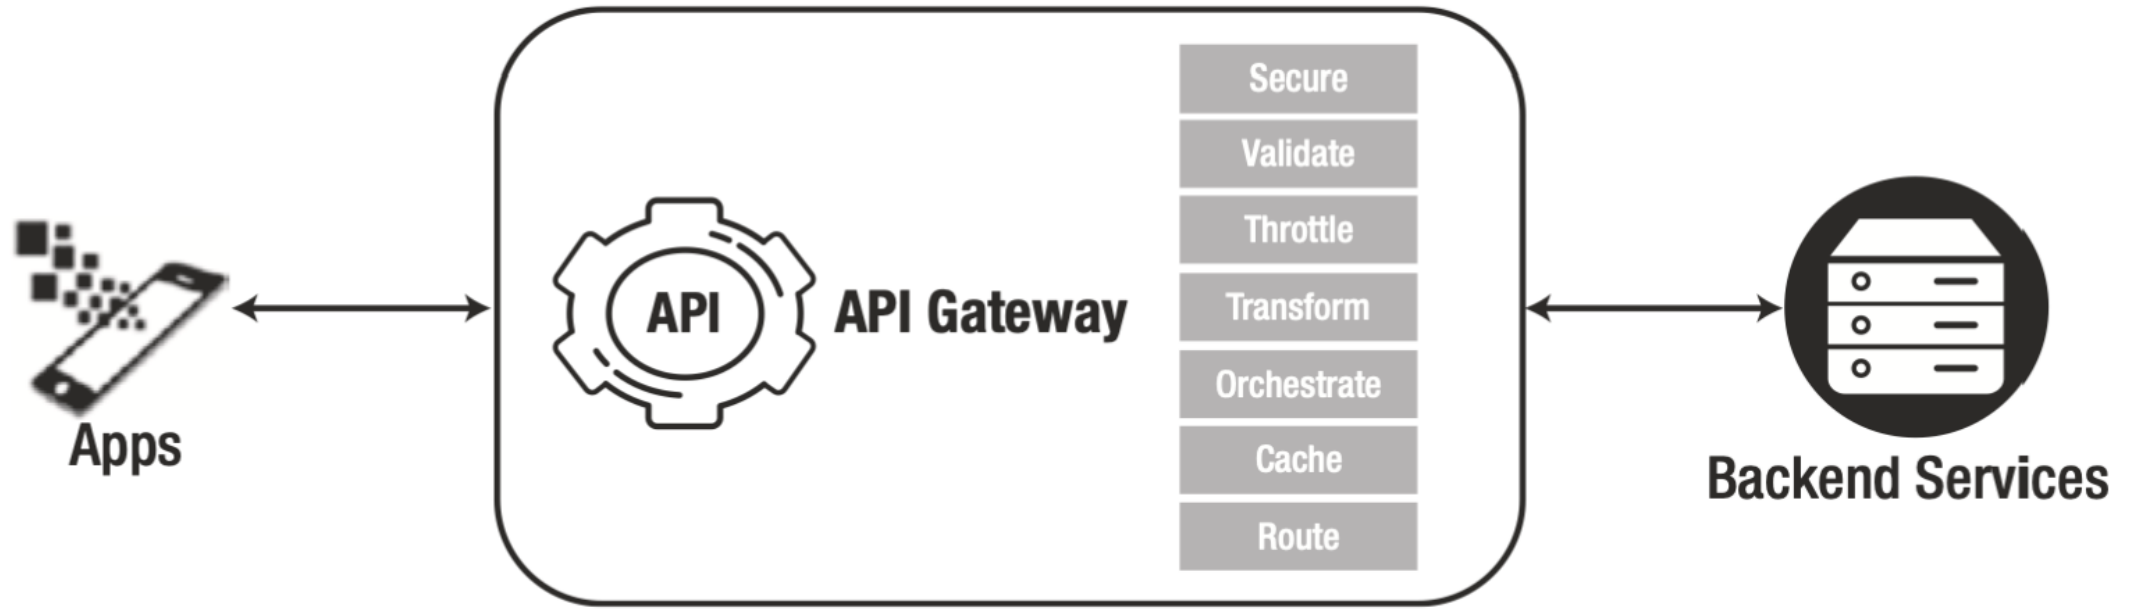 Apps
API
API Gateway
Secure
Validate
Throttle
Transform
Orchestrate
Cache
Route
Backend Services